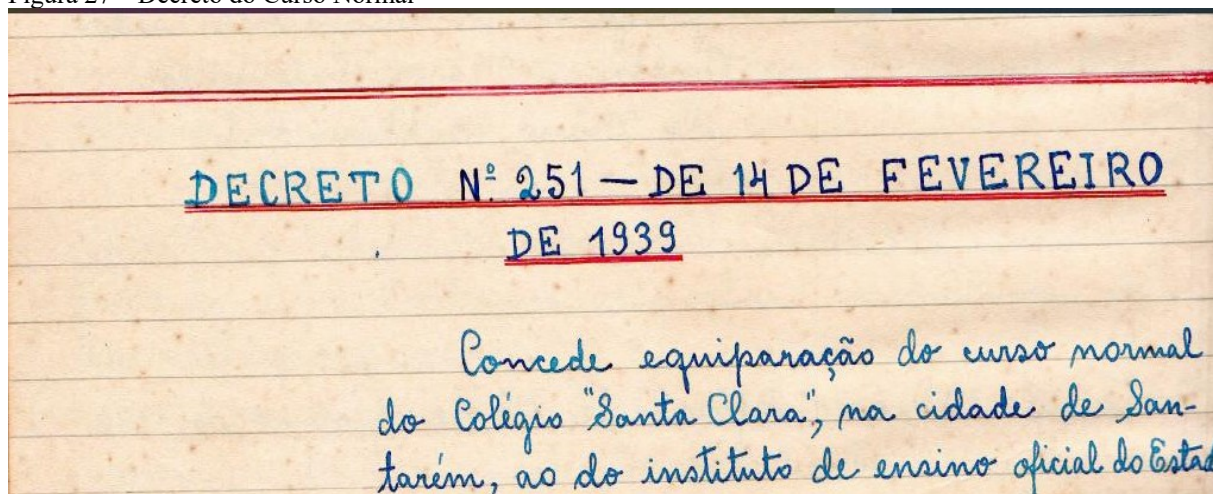 Figura 27 – Decreto do Curso Normal
DECRETO Nº 251 — DE 14 DE FEVEREIRO
DE 1939
Concede equiparação do curso normal
do Colégio "Santa Clara", na cidade de San-
tarém, ao do instituto de ensino oficial do Estad